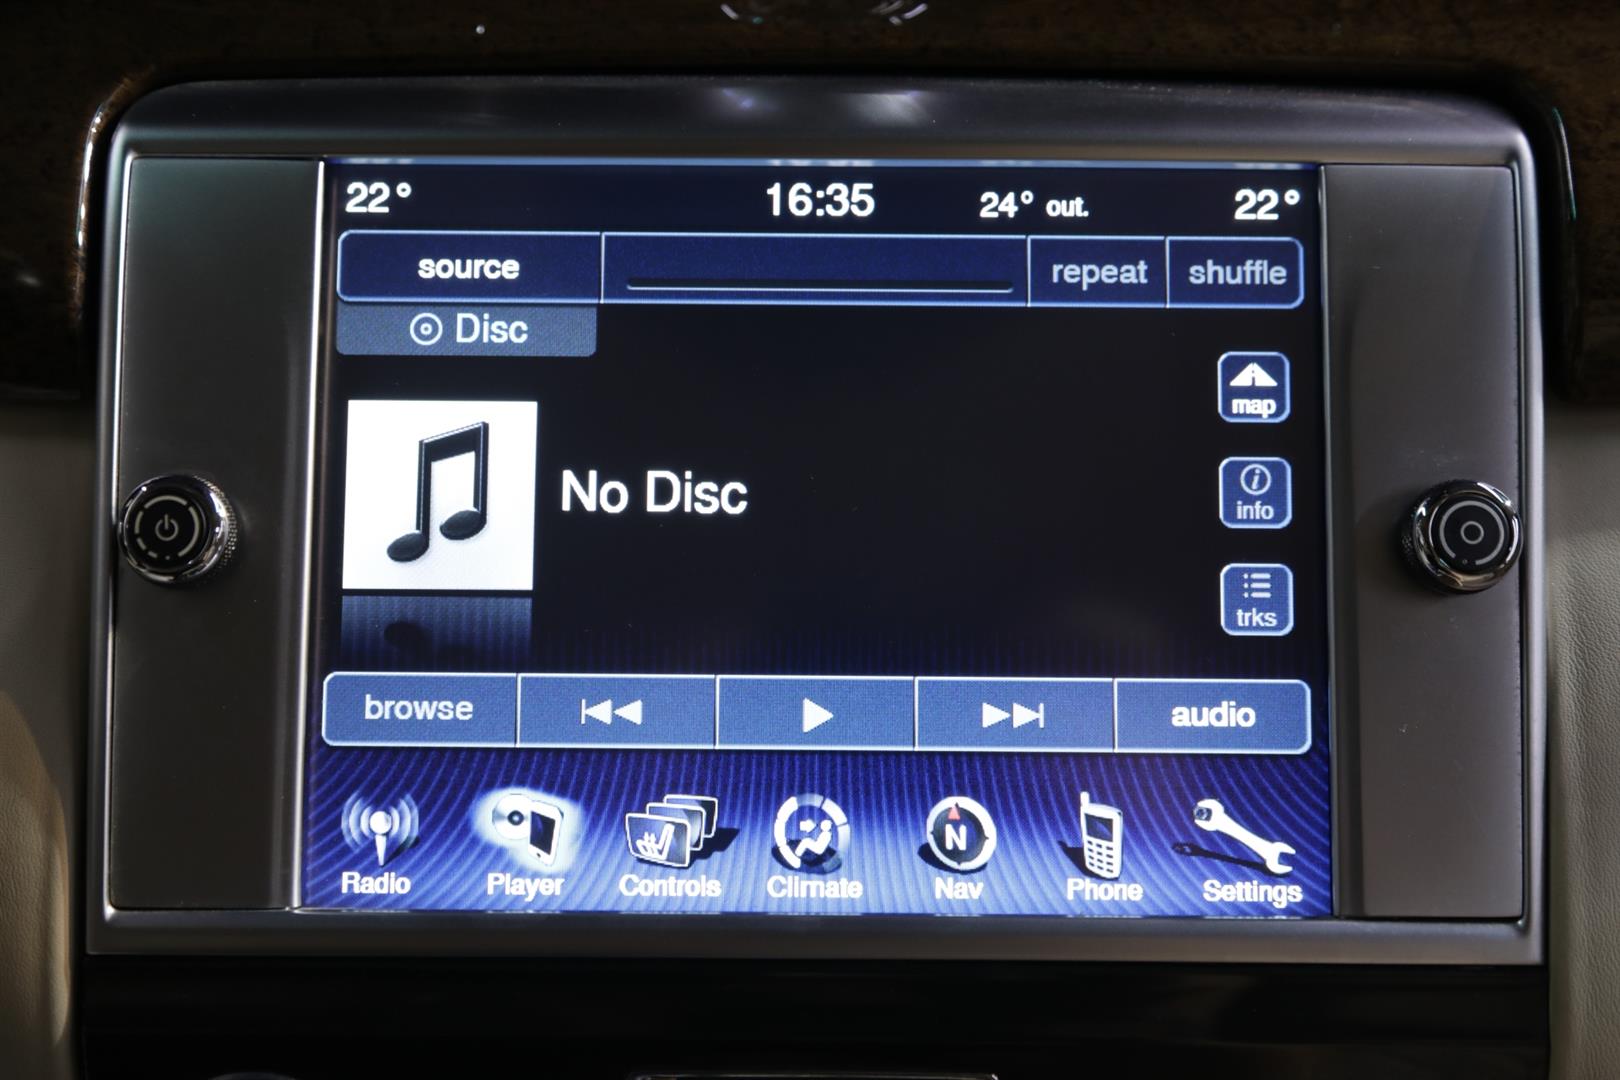 22° 16:35 24° out. 22°
source repeat shuffle
Disc
map
No Disc
info
trks
browse audio
N
Radio Player Controls Climate Nav Phone Settings